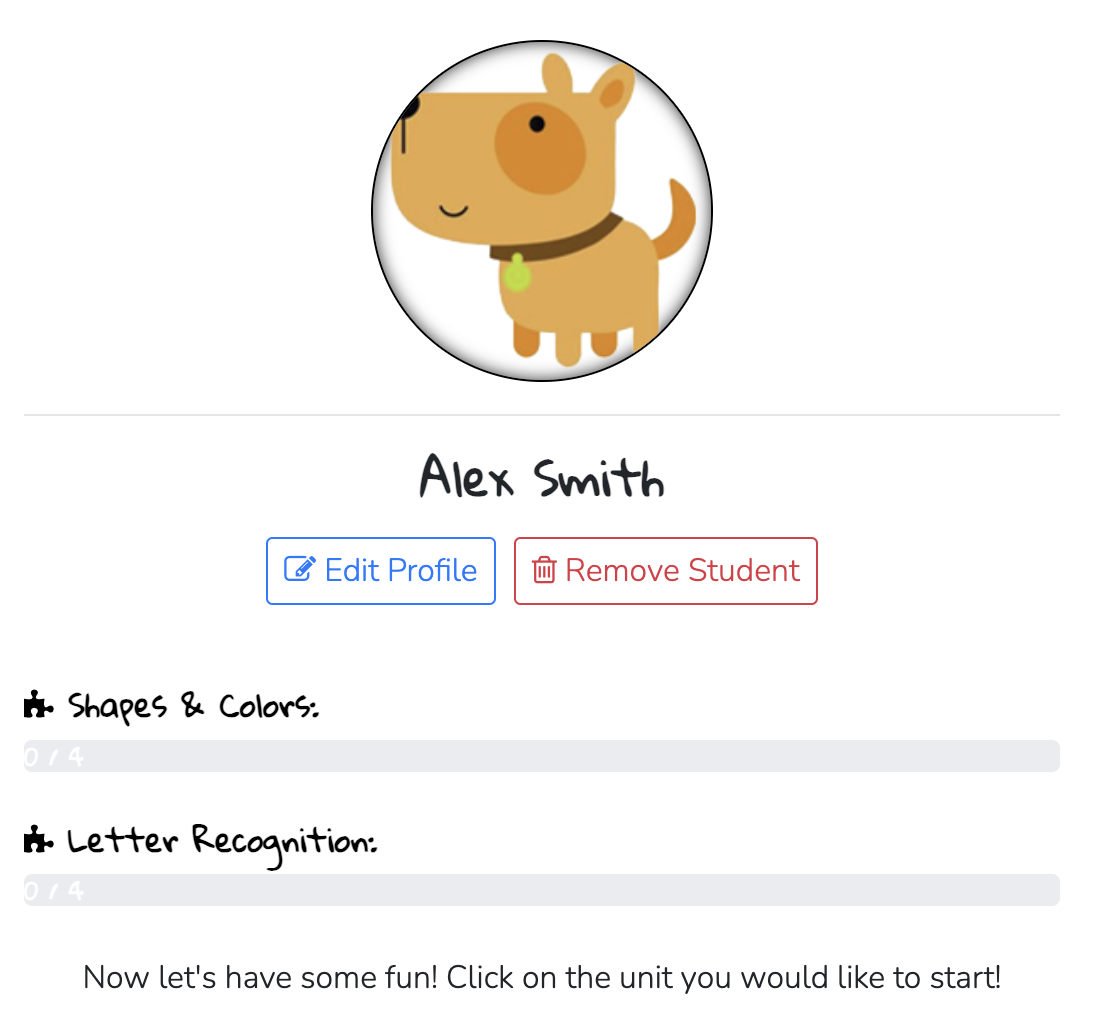 Alex Smith
Edit Profile Remove Student
Shapes & Colors:
0 / 4
Letter Recognition:
0 / 4
Now let's have some fun! Click on the unit you would like to start!